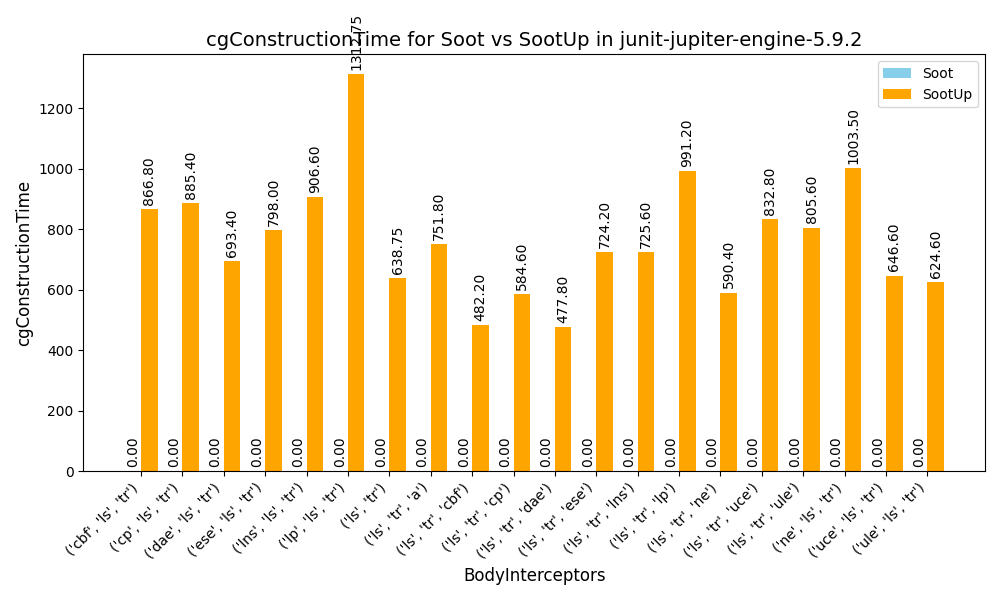 cgConstructionTime for Soot vs SootUp in junit-jupiter-engine-5.9.2
Soot
SootUp
cgConstructionTime
1200
1000
800
600
400
200
0
0.00
866.80
0.00
885.40
0.00
693.40
0.00
798.00
0.00
906.60
0.00
1312.75
0.00
638.75
0.00
751.80
0.00
482.20
0.00
584.60
0.00
477.80
0.00
724.20
0.00
725.60
0.00
991.20
0.00
590.40
0.00
832.80
0.00
805.60
0.00
1003.50
0.00
646.60
0.00
624.60
('cbf', 'ls', 'tr')
('cp', 'ls', 'tr')
('dae', 'ls', 'tr')
('ese', 'ls', 'tr')
('lns', 'ls', 'tr')
('lp', 'ls', 'tr')
('ls', 'tr')
('ls', 'tr', 'a')
('ls', 'tr', 'cbf')
('ls', 'tr', 'cp')
('ls', 'tr', 'dae')
('ls', 'tr', 'ese')
('ls', 'tr', 'lns')
('ls', 'tr', 'lp')
('ls', 'tr', 'ne')
('ls', 'tr', 'uce')
('ls', 'tr', 'ule')
('ne', 'ls', 'tr')
('uce', 'ls', 'tr')
('ule', 'ls', 'tr')
BodyInterceptors